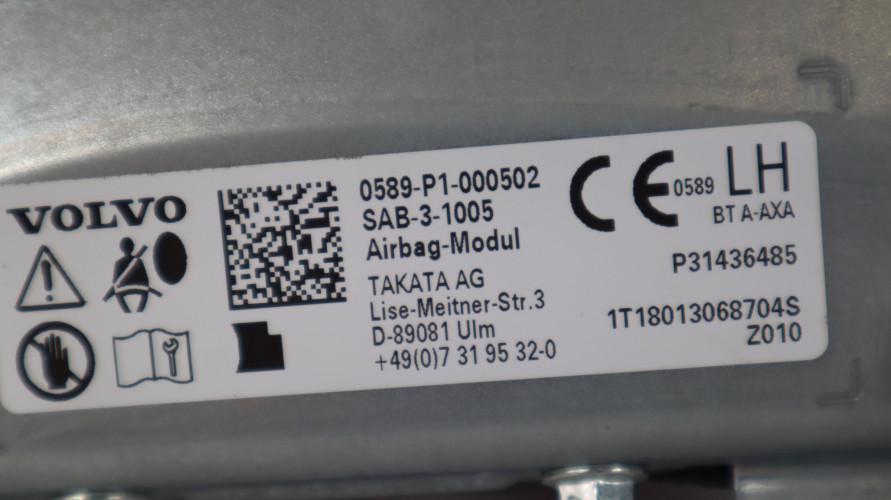 VOLVO
0589-P1-000502
SAB-3-1005
Airbag-Modul
TAKATA AG
Lise-Meitner-Str.3
D-89081 Ulm
+49(0)7 31 95 32-0
CE 0589 LH
BT A-AXA
P31436485
1T18013068704S
Z010